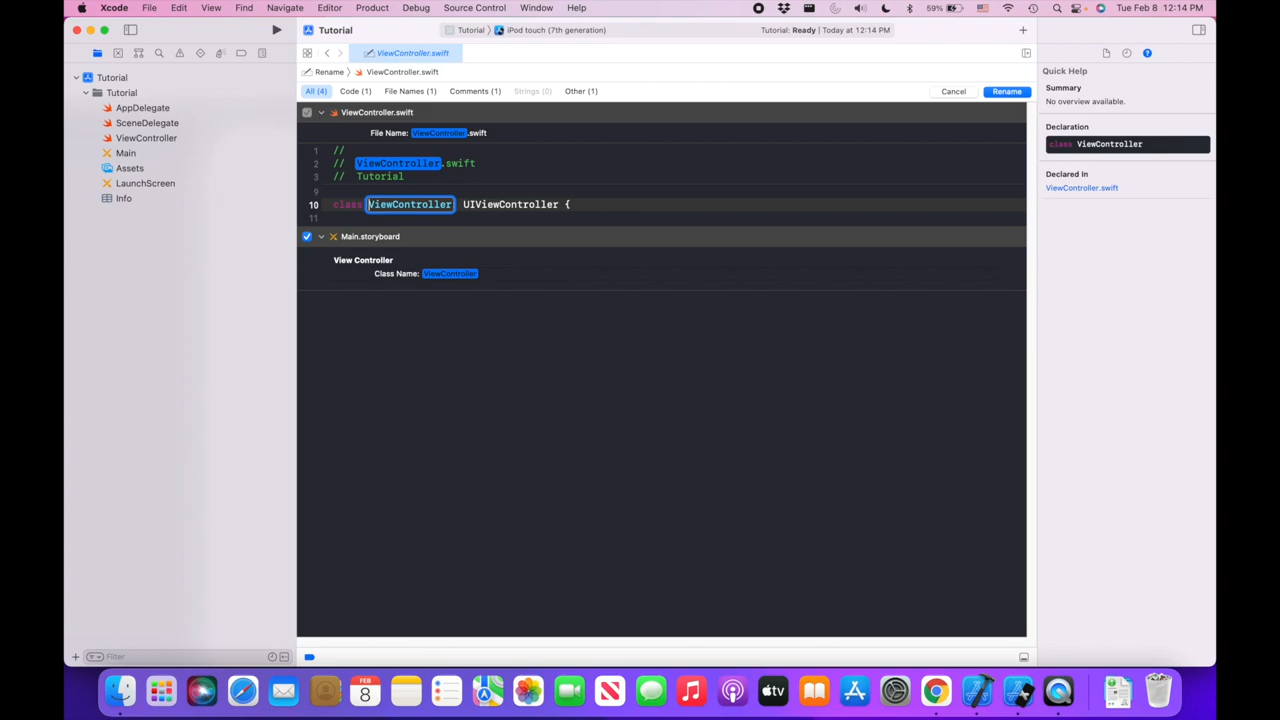 Xcode File Edit View Find Navigate Editor Product Debug Source Control Window Help 59% Tue Feb 8 12:14 PM
Tutorial
Tutorial 〉 iPod touch (7th generation)
Tutorial: Ready | Today at 12:14 PM
ViewController.swift
Rename 〉 ViewController.swift
All (4) Code (1) File Names (1) Comments (1) Strings (0) Other (1) Cancel Rename
Tutorial
Tutorial
AppDelegate
SceneDelegate
ViewController
Main
Assets
LaunchScreen
Info
Filter
ViewController.swift
File Name: ViewController.swift
1 //
2 // ViewController.swift
3 // Tutorial
9
10 class ViewController UIViewController {
11
Main.storyboard
View Controller
Class Name: ViewController
Quick Help
Summary
No overview available.
Declaration
class ViewController
Declared In
ViewController.swift
FEB
8
tv